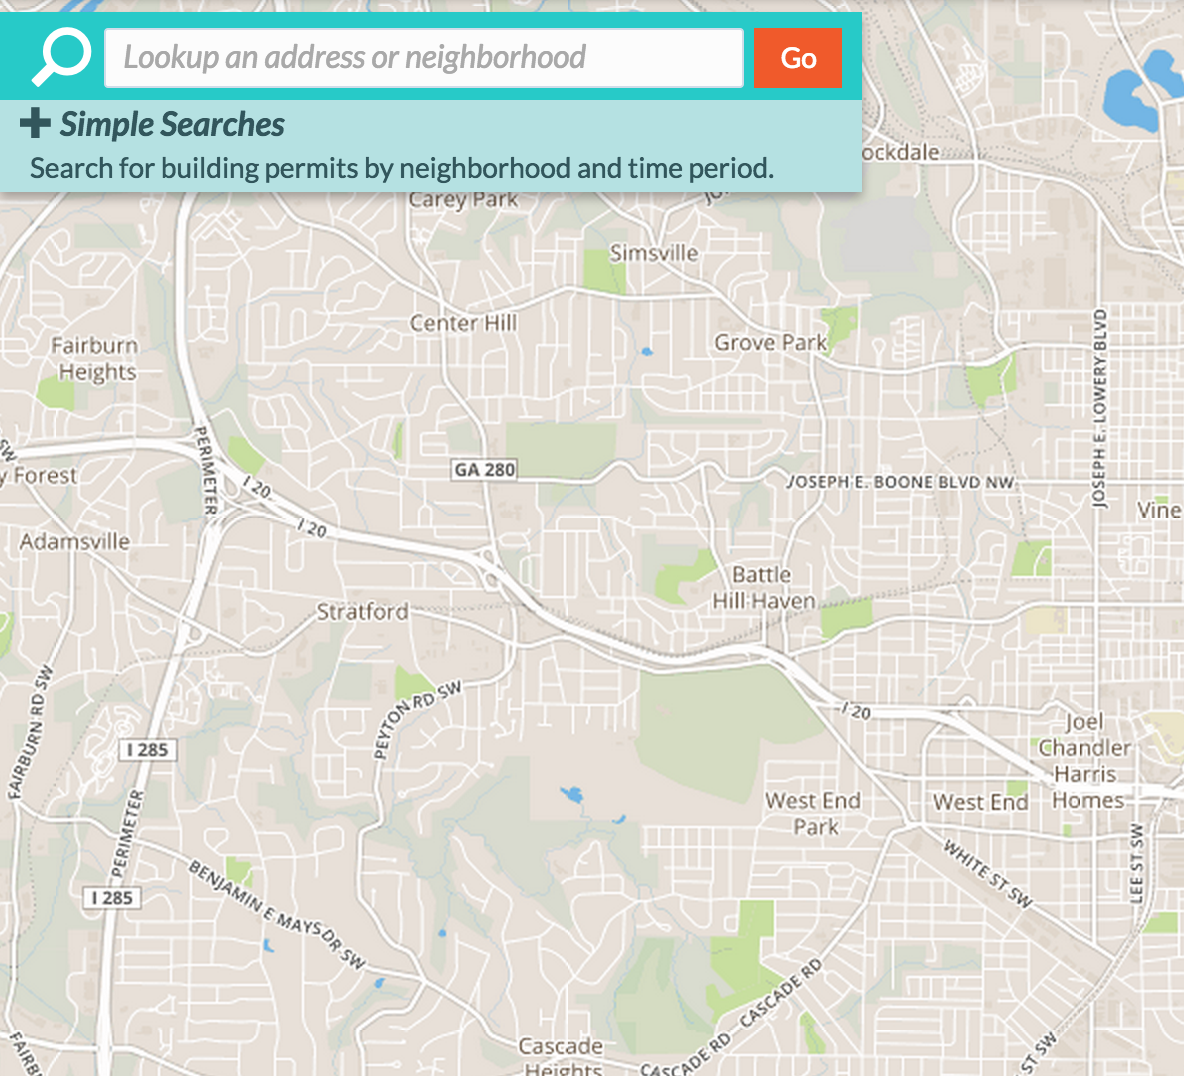 Lookup an address or neighborhood
Go
Simple Searches
Search for building permits by neighborhood and time period.
ockdale
Carey Park
Simsville
Center Hill
Grove Park
Fairburn
Heights
JOSEPH E. LOWERY BLVD
PERIMETER
SW
y Forest
GA 280
I 20
JOSEPH E. BOONE BLVD NW
Vine
I 20
Adamsville
Battle
Hill Haven
Stratford
FAIRBURN RD SW
PEYTON RD SW
I 20
I 285
Joel
Chandler
Harris
Homes
West End
Park
West End
PERIMETER
WHITE ST SW
LEE ST SW
I 285
BENJAMIN E MAYS DR SW
CASCADE RD
CASCADE RD
Cascade
Heights
FAIRB
ST SW